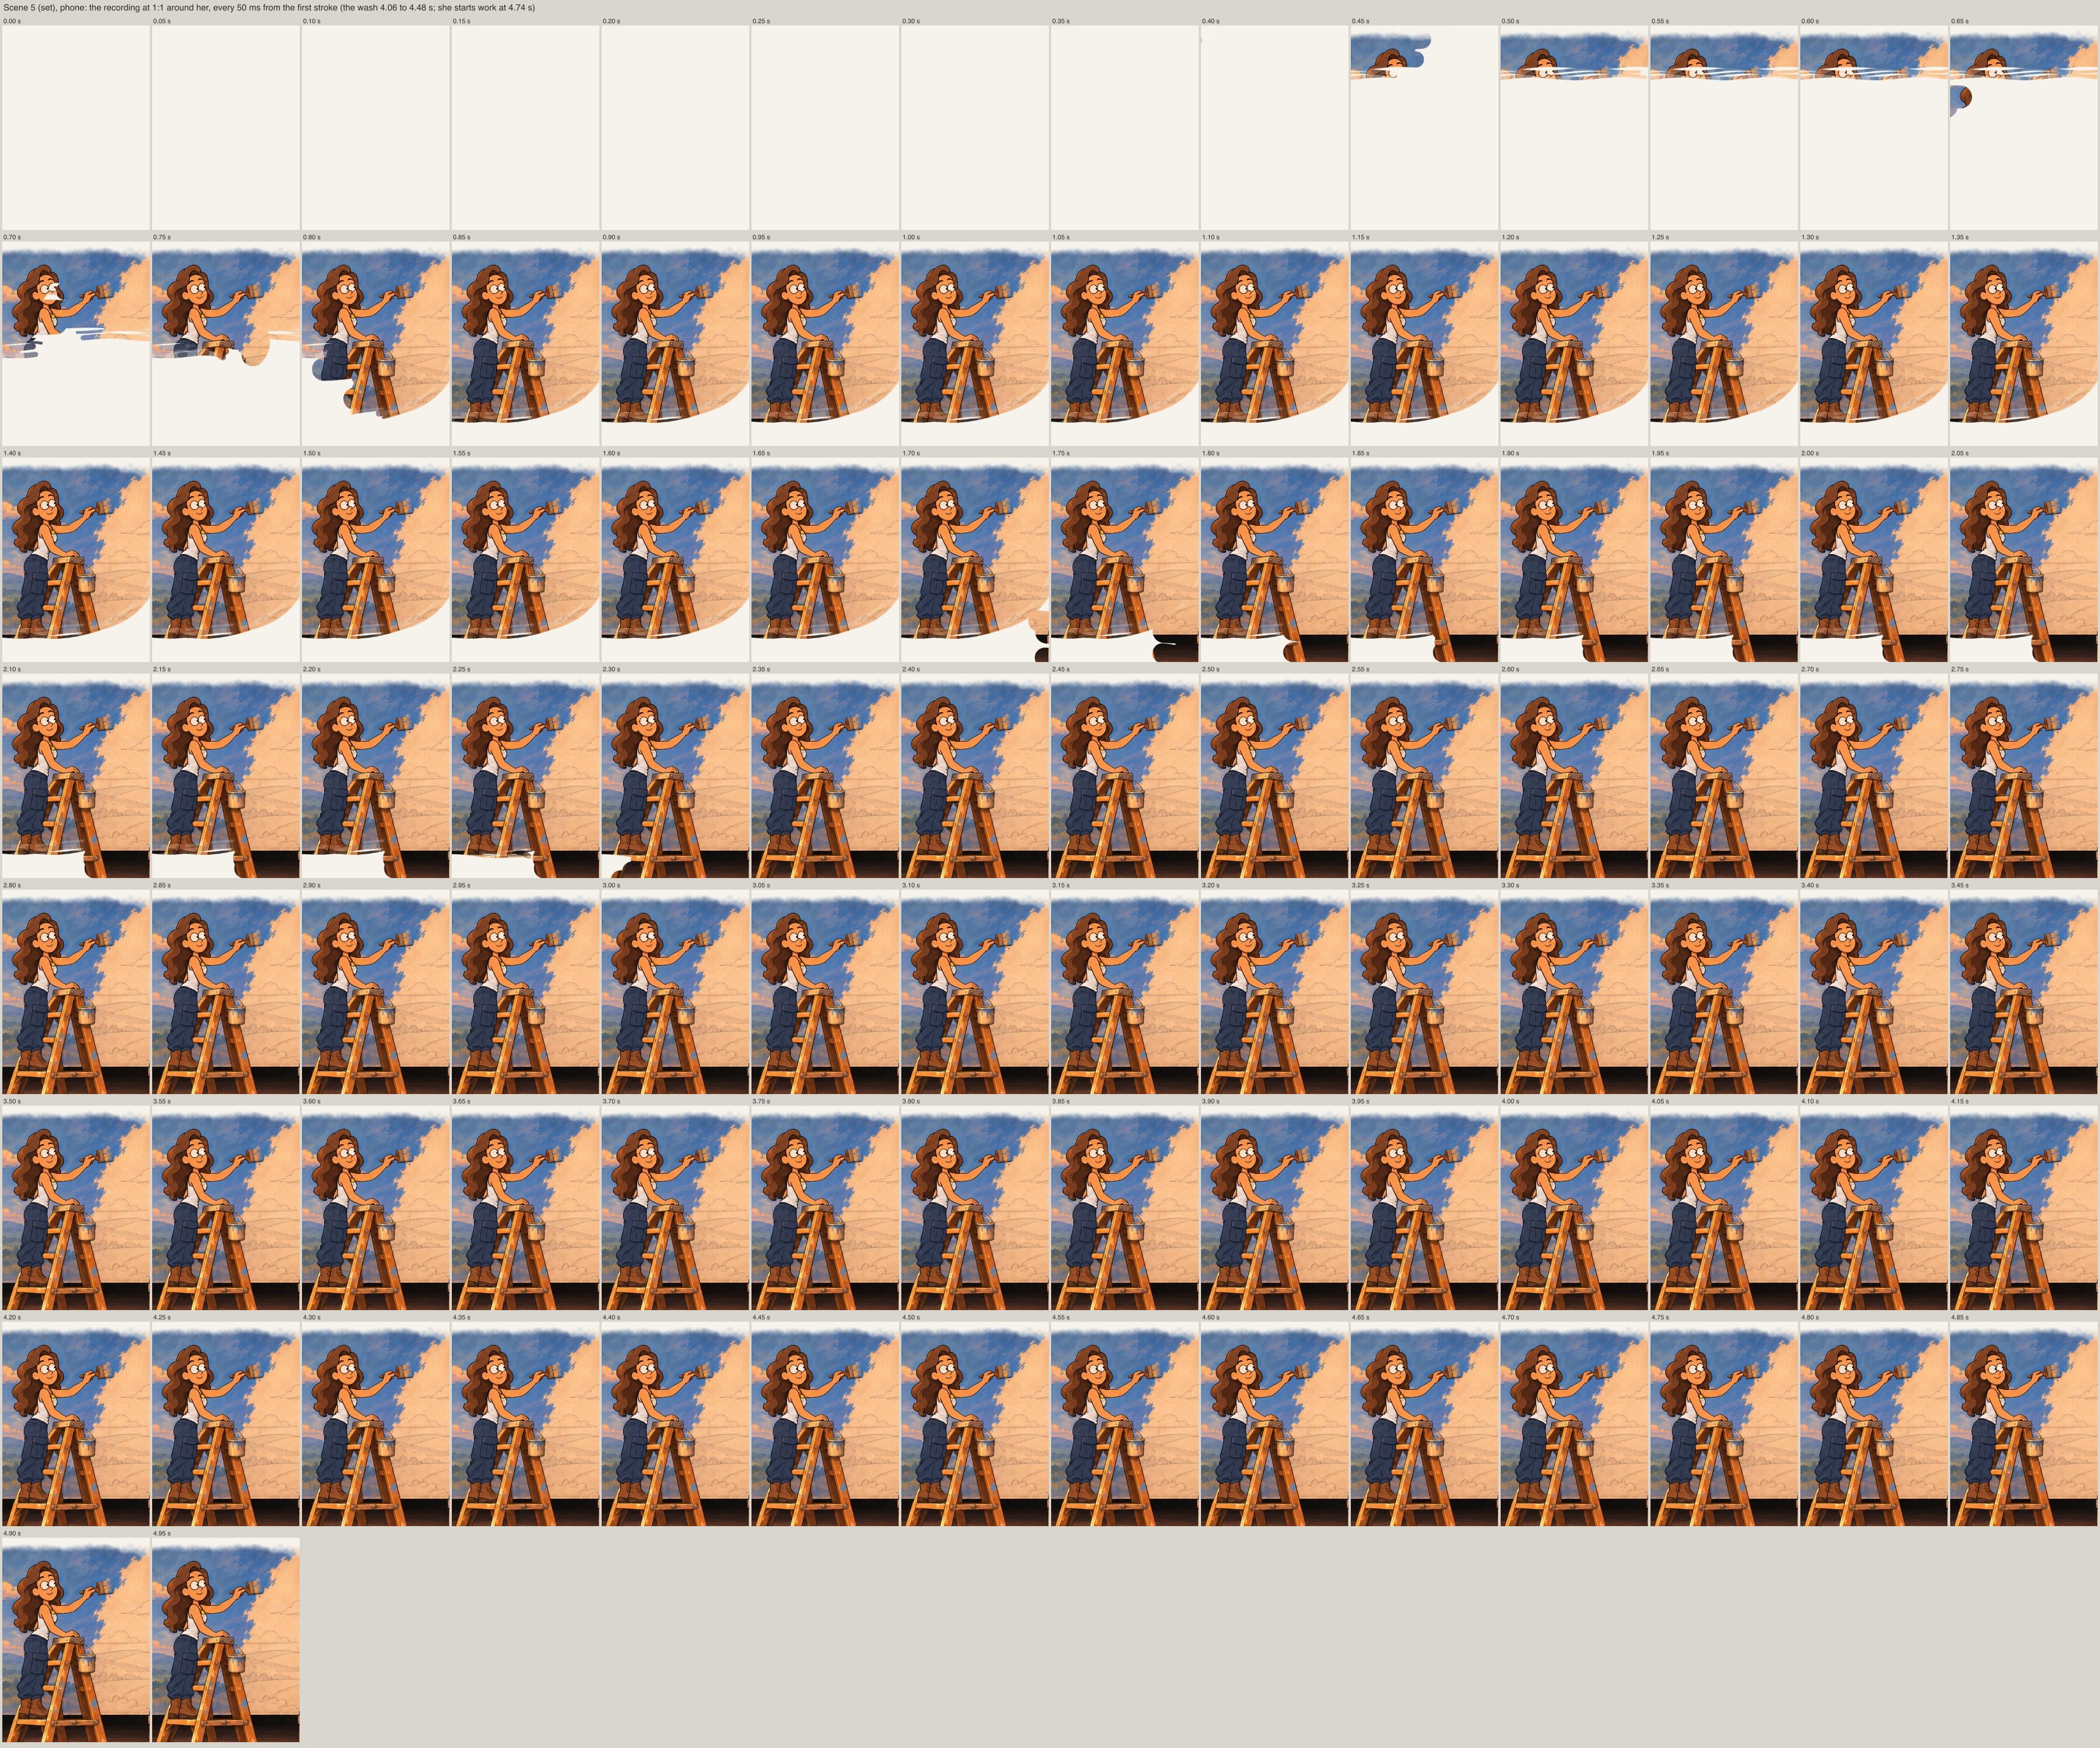 Scene 5 (set), phone: the recording at 1:1 around her, every 50 ms from the first stroke (the wash 4.06 to 4.48 s; she starts work at 4.74 s)
0.00 s 0.05 s 0.10 s 0.15 s 0.20 s 0.25 s 0.30 s 0.35 s 0.40 s 0.45 s 0.50 s 0.55 s 0.60 s 0.65 s
0.70 s 0.75 s 0.80 s 0.85 s 0.90 s 0.95 s 1.00 s 1.05 s 1.10 s 1.15 s 1.20 s 1.25 s 1.30 s 1.35 s
1.40 s 1.45 s 1.50 s 1.55 s 1.60 s 1.65 s 1.70 s 1.75 s 1.80 s 1.85 s 1.90 s 1.95 s 2.00 s 2.05 s
2.10 s 2.15 s 2.20 s 2.25 s 2.30 s 2.35 s 2.40 s 2.45 s 2.50 s 2.55 s 2.60 s 2.65 s 2.70 s 2.75 s
2.80 s 2.85 s 2.90 s 2.95 s 3.00 s 3.05 s 3.10 s 3.15 s 3.20 s 3.25 s 3.30 s 3.35 s 3.40 s 3.45 s
3.50 s 3.55 s 3.60 s 3.65 s 3.70 s 3.75 s 3.80 s 3.85 s 3.90 s 3.95 s 4.00 s 4.05 s 4.10 s 4.15 s
4.20 s 4.25 s 4.30 s 4.35 s 4.40 s 4.45 s 4.50 s 4.55 s 4.60 s 4.65 s 4.70 s 4.75 s 4.80 s 4.85 s
4.90 s 4.95 s